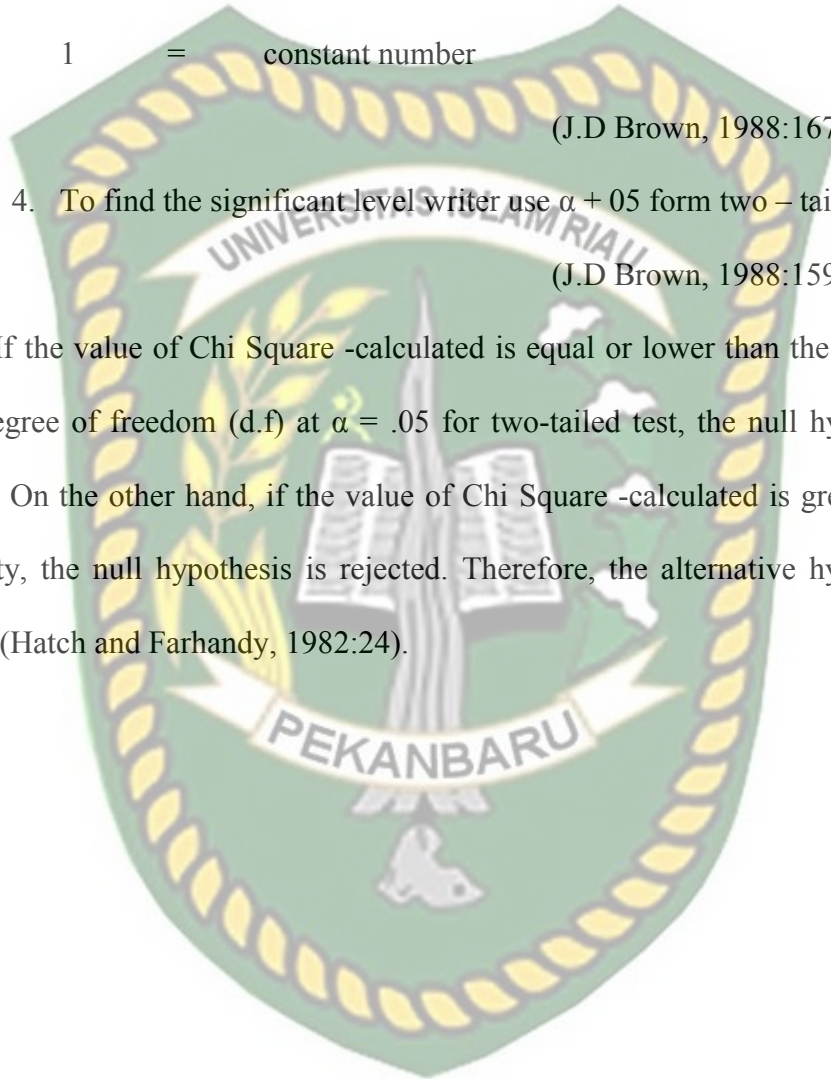 1 = constant number
(J.D Brown, 1988:167
4. To find the significant level writer use α + 05 form two – tai
(J.D Brown, 1988:159
If the value of Chi Square -calculated is equal or lower than the
egree of freedom (d.f) at α = .05 for two-tailed test, the null hy
On the other hand, if the value of Chi Square -calculated is gre
ty, the null hypothesis is rejected. Therefore, the alternative hy
(Hatch and Farhandy, 1982:24).
UNIVERSITAS ISLAM RIAU
PEKANBARU